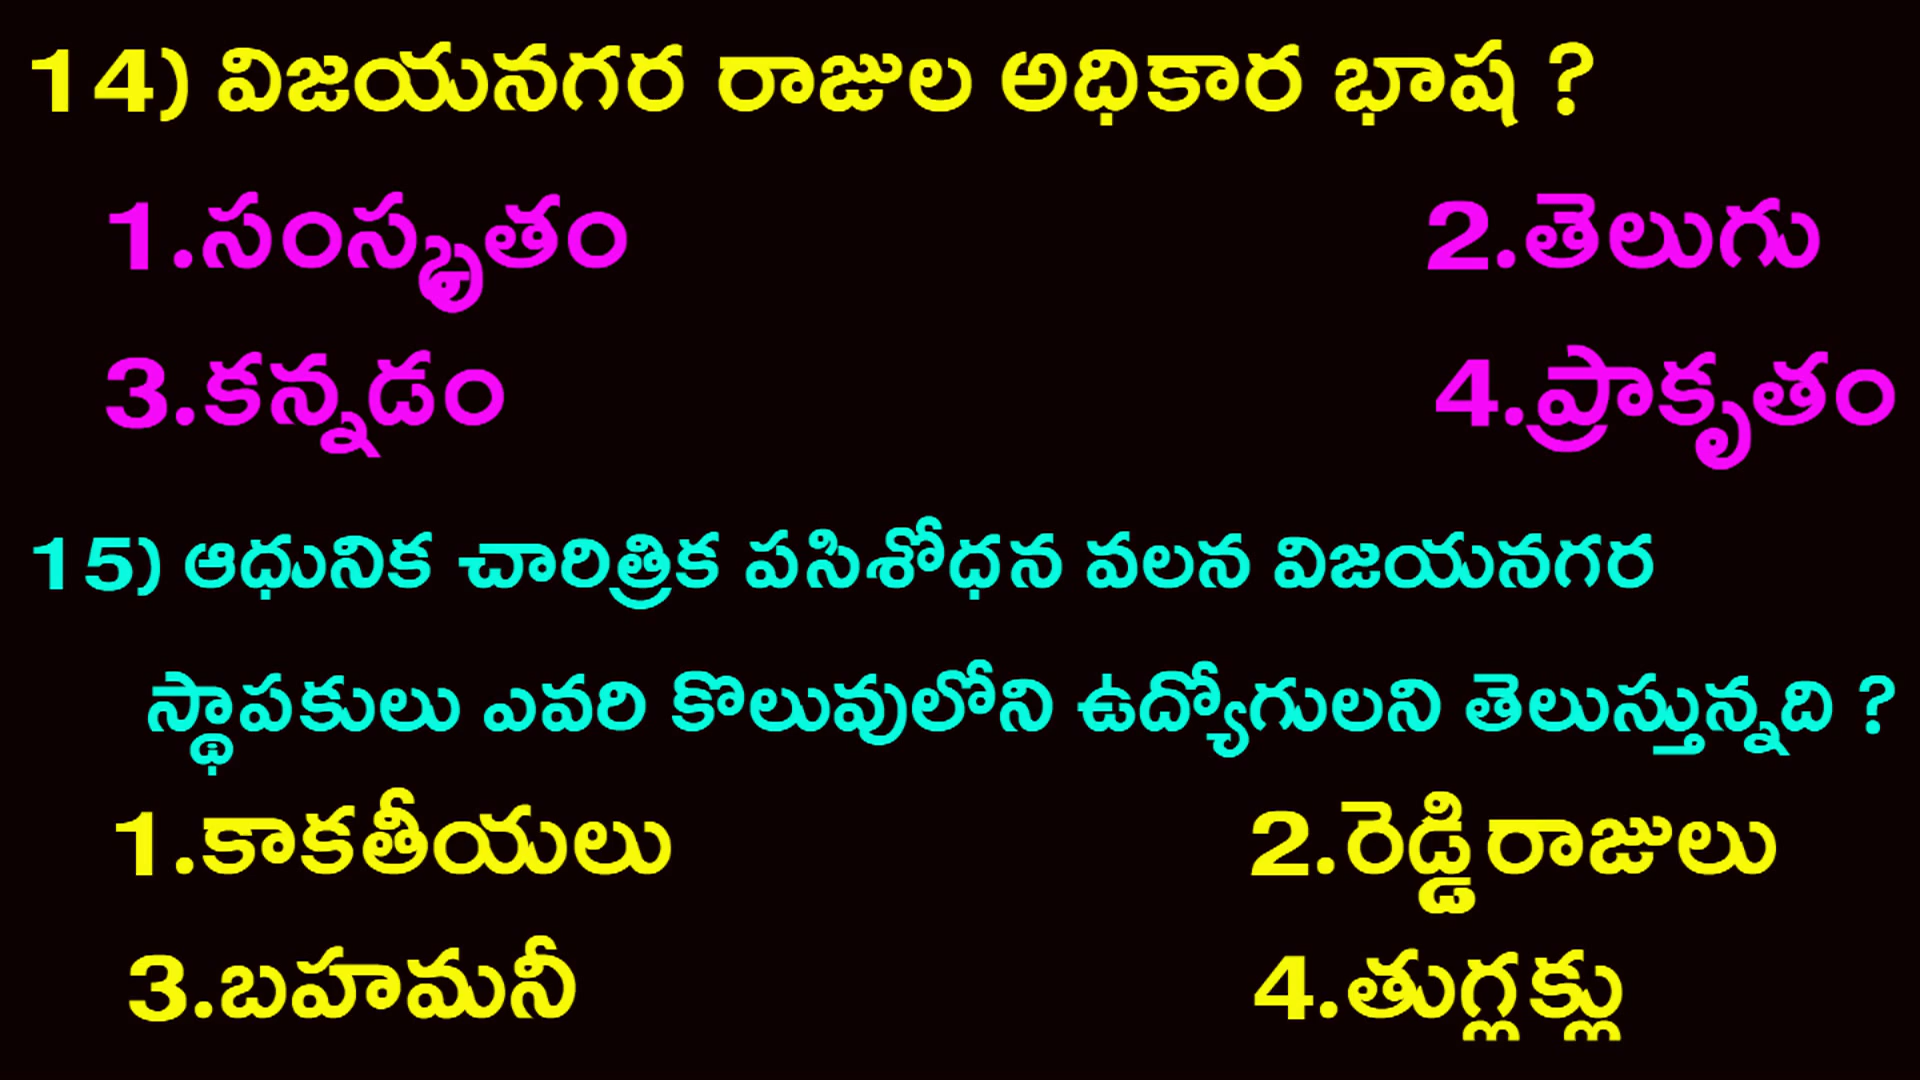 14) విజయనగర రాజుల అధికార భాష ?
1.సంస్కృతం 2.తెలుగు
3.కన్నడం 4.ప్రాకృతం
15) ఆధునిక చారిత్రిక పసిశోధన వలన విజయనగర
స్థాపకులు ఎవరి కొలువులోని ఉద్యోగులని తెలుస్తున్నది ?
1.కాకతీయలు 2.రెడ్డిరాజులు
3.బహమనీ 4.తుగ్లక్లు